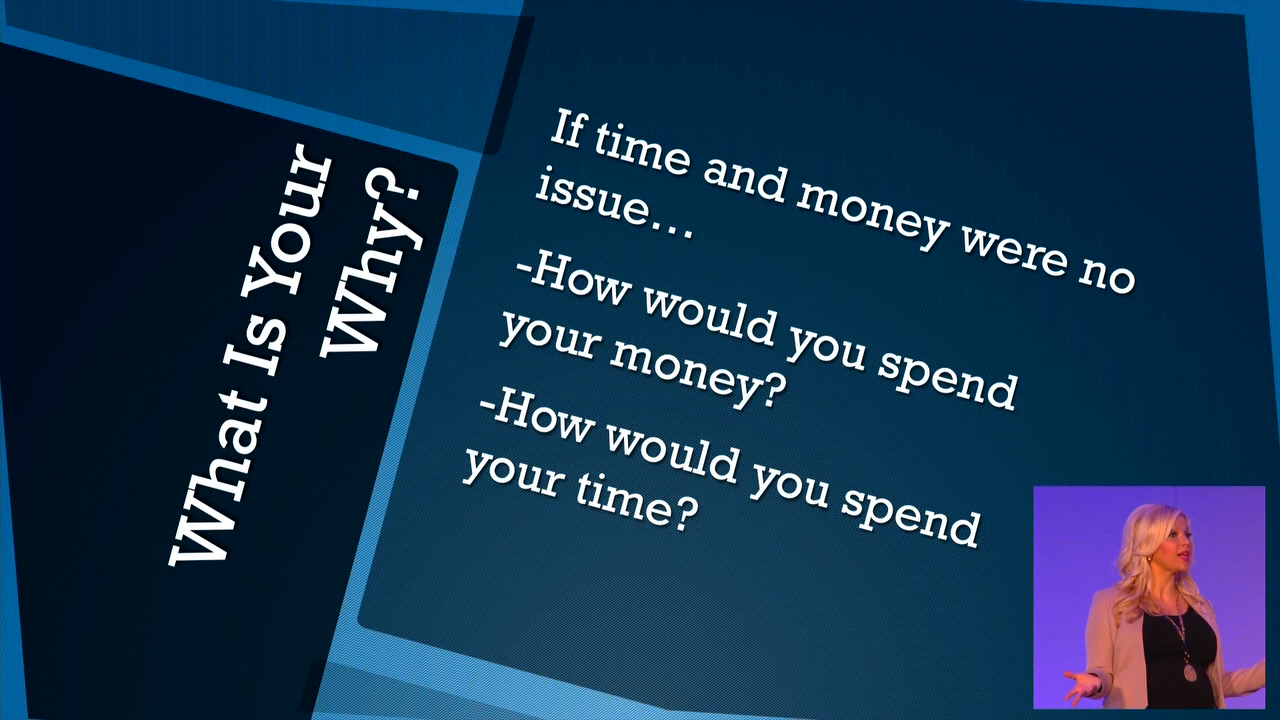 What Is Your
Why?
If time and money were no
issue…
-How would you spend
your money?
-How would you spend
your time?